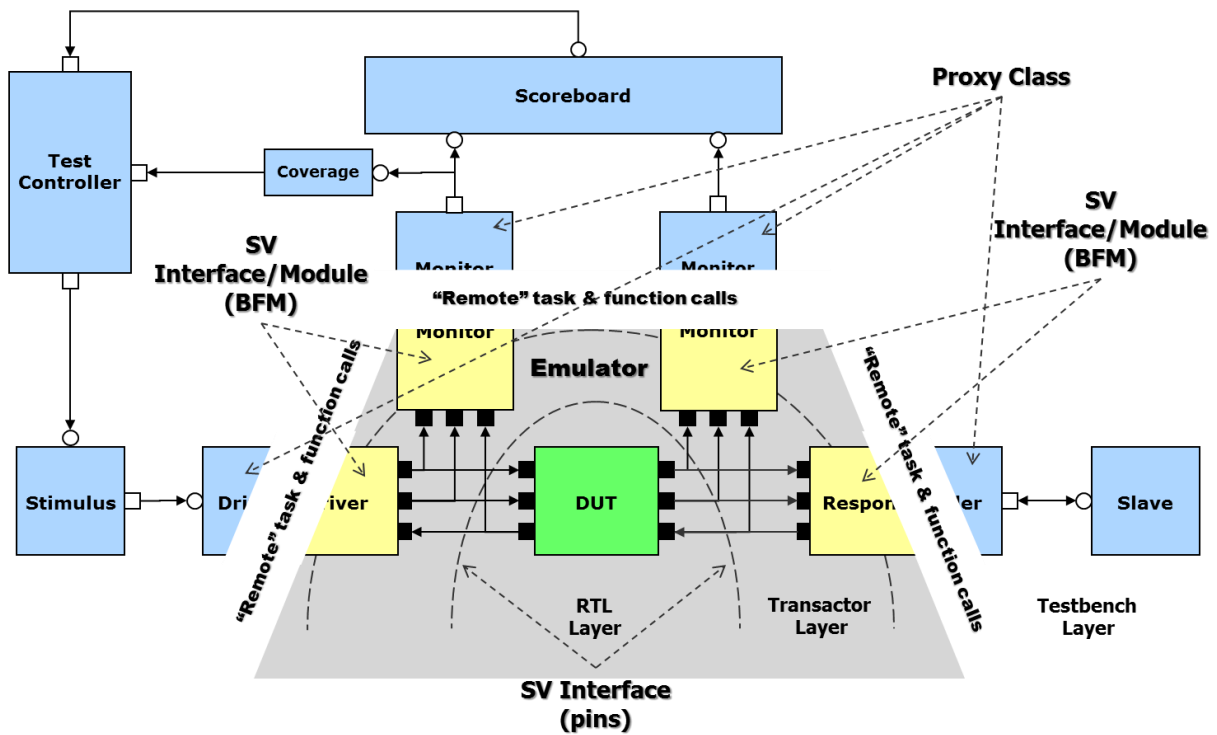 Proxy Class
Scoreboard
Test
Controller
Coverage
SV
Interface/Module
(BFM)
SV
Interface/Module
(BFM)
Monitor
Monitor
“Remote” task & function calls
Monitor
Monitor
Emulator
“Remote” task & function calls
“Remote” task & function calls
Stimulus
Dri
river
DUT
Respon
Slave
RTL
Layer
Transactor
Layer
Testbench
Layer
SV Interface
(pins)